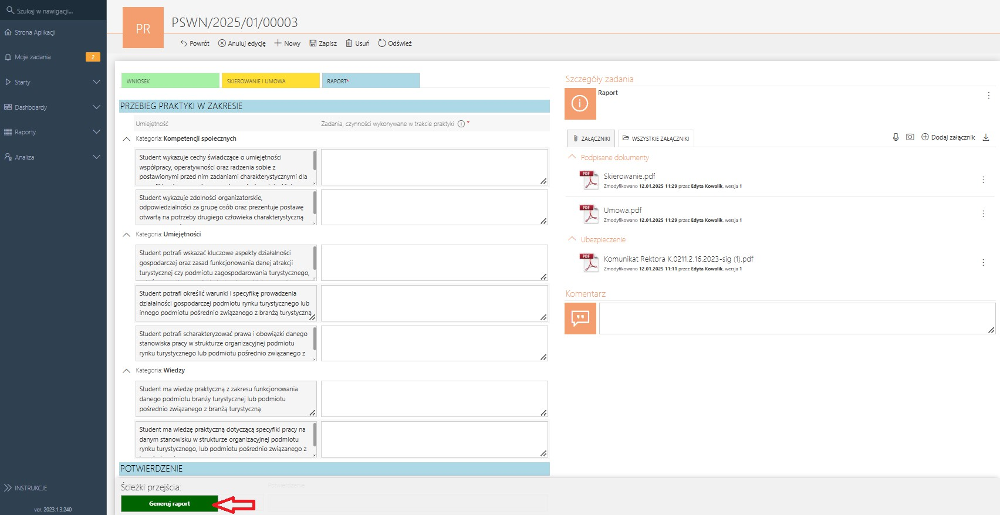 Szukaj w nawigacji...
Strona Aplikacji
Moje zadania
2
Starty
Dashboardy
Raporty
Analiza
INSTRUKCJE
ver. 2023.1.3.240
PR
PSWN/2025/01/00003
Powrót
Anuluj edycję
Nowy
Zapisz
Usuń
Odśwież
WNIOSEK
SKIEROWANIE I UMOWA
RAPORT*
PRZEBIEG PRAKTYKI W ZAKRESIE
Umiejętność
Zadania, czynności wykonywane w trakcie praktyki *
Kategoria: Kompetencji społecznych
Student wykazuje cechy świadczące o umiejętności
współpracy, operatywności oraz radzenia sobie z
postawionymi przed nim zadaniami charakterystycznymi dla
Student wykazuje zdolności organizatorskie,
odpowiedzialności za grupę osób oraz prezentuje postawę
otwartą na potrzeby drugiego człowieka charakterystyczną
Kategoria: Umiejętności
Student potrafi wskazać kluczowe aspekty działalności
gospodarczej oraz zasad funkcjonowania danej atrakcji
turystycznej czy podmiotu zagospodarowania turystycznego,
Student potrafi określić warunki i specyfikę prowadzenia
działalności gospodarczej podmiotu rynku turystycznego lub
innego podmiotu pośrednio związanego z branżą turystyczną
Student potrafi scharakteryzować prawa i obowiązki danego
stanowiska pracy w strukturze organizacyjnej podmiotu
rynku turystycznego lub podmiotu pośrednio związanego z
Kategoria: Wiedzy
Student ma wiedzę praktyczną z zakresu funkcjonowania
danego podmiotu branży turystycznej lub podmiotu
pośrednio związanego z branżą turystyczną
Student ma wiedzę praktyczną dotyczącą specyfiki pracy na
danym stanowisku w strukturze organizacyjnej podmiotu
rynku turystycznego, lub podmiotu pośrednio związanego z
POTWIERDZENIE
Ścieżki przejścia:
Potwierdzenie
Generuj raport
Szczegóły zadania
Raport
ZAŁĄCZNIKI
WSZYSTKIE ZAŁĄCZNIKI
Dodaj załącznik
Podpisane dokumenty
PDF
Skierowanie.pdf
Zmodyfikowano 12.01.2025 11:29 przez Edyta Kowalik, wersja 1
PDF
Umowa.pdf
Zmodyfikowano 12.01.2025 11:29 przez Edyta Kowalik, wersja 1
Ubezpieczenie
PDF
Komunikat Rektora K.0211.2.16.2023-sig (1).pdf
Zmodyfikowano 12.01.2025 11:11 przez Edyta Kowalik, wersja 1
Komentarz